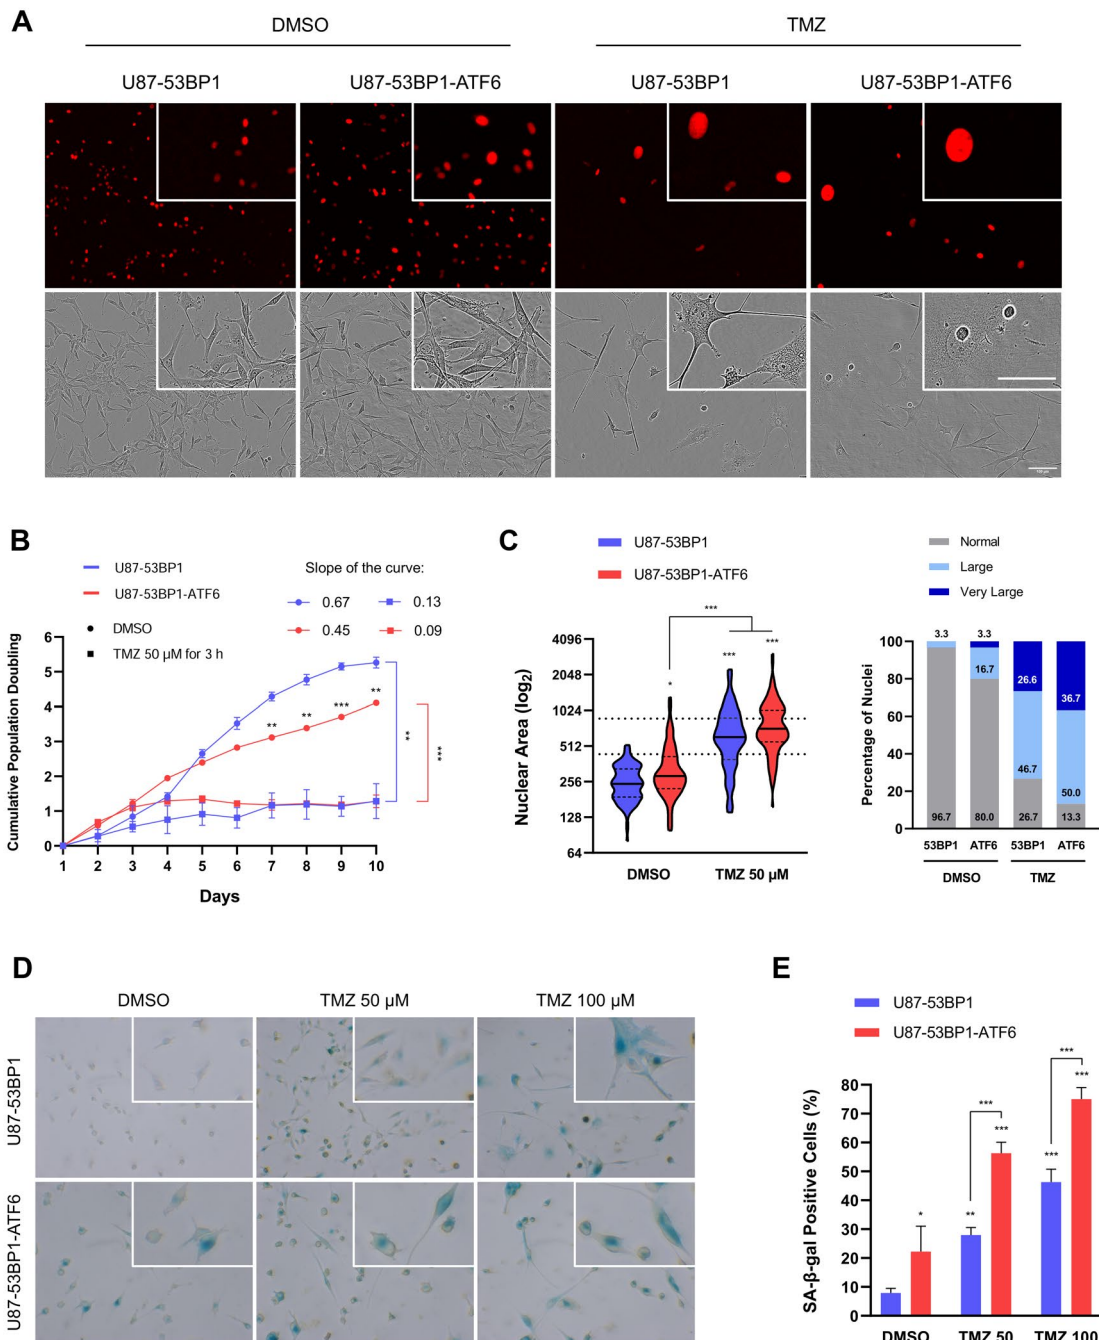 A
DMSO
TMZ
U87-53BP1
U87-53BP1-ATF6
U87-53BP1
U87-53BP1-ATF6
B
U87-53BP1
U87-53BP1-ATF6
DMSO
TMZ 50 µM for 3 h
Slope of the curve:
0.67
0.13
0.45
0.09
Cumulative Population Doubling
6
5
4
3
2
1
0
** ** *** **
**
***
1 2 3 4 5 6 7 8 9 10
Days
C
U87-53BP1
U87-53BP1-ATF6
Nuclear Area (log2)
4096
2048
1024
512
256
128
64
***
*
***
***
DMSO
TMZ 50 µM
Normal
Large
Very Large
Percentage of Nuclei
100
80
60
40
20
0
3.3
3.3
16.7
26.6
36.7
46.7
50.0
96.7
80.0
26.7
13.3
53BP1 ATF6 53BP1 ATF6
DMSO
TMZ
D
DMSO
TMZ 50 µM
TMZ 100 µM
U87-53BP1
U87-53BP1-ATF6
E
U87-53BP1
U87-53BP1-ATF6
SA-β-gal Positive Cells (%)
80
70
60
50
40
30
20
10
0
*
**
***
***
***
***
***
DMSO
TMZ 50
TMZ 100